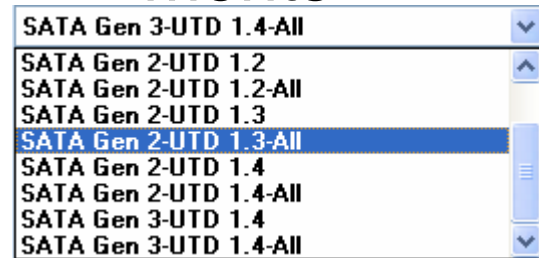 SATA Gen 3-UTD 1.4-All
SATA Gen 2-UTD 1.2
SATA Gen 2-UTD 1.2-All
SATA Gen 2-UTD 1.3
SATA Gen 2-UTD 1.3-All
SATA Gen 2-UTD 1.4
SATA Gen 2-UTD 1.4-All
SATA Gen 3-UTD 1.4
SATA Gen 3-UTD 1.4-All